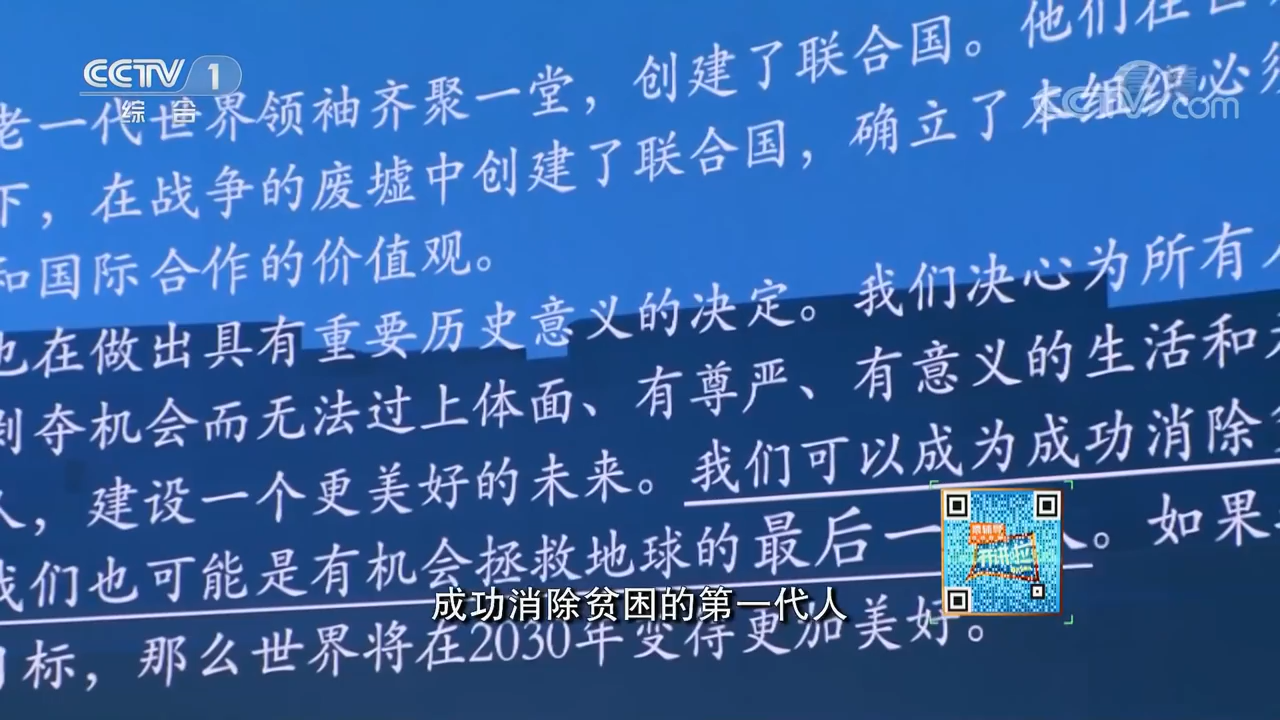 CCTV 1
综合
CCTV.com
老一代世界领袖齐聚一堂，创建了联合国。他们在世
下，在战争的废墟中创建了联合国，确立了本组织必须
和国际合作的价值观。
也在做出具有重要历史意义的决定。我们决心为所有人
剥夺机会而无法过上体面、有尊严、有意义的生活和
人，建设一个更美好的未来。我们可以成为成功消除
我们也可能是有机会拯救地球的最后一 人。如果
目标，那么世界将在2030年变得更加美好。
成功消除贫困的第一代人